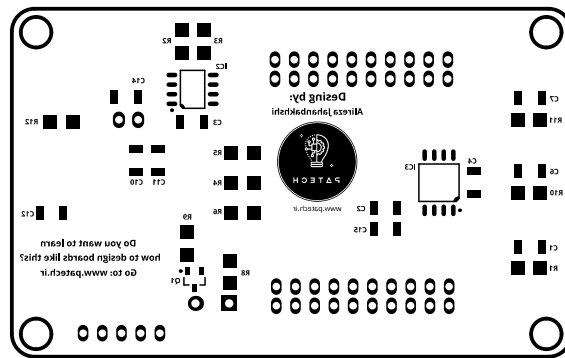 R2
R3
IC2
C14
C3
R12
C10
C11
C12
R5
R4
R6
R9
R8
Q1
Do you want to learn
how to design boards like this?
Go to: www.patech.ir
Desing by:
Alireza Jahanbakhshi
PATECH
www.patech.ir
IC3
C4
C2
C15
C7
R11
C6
R10
C1
R1